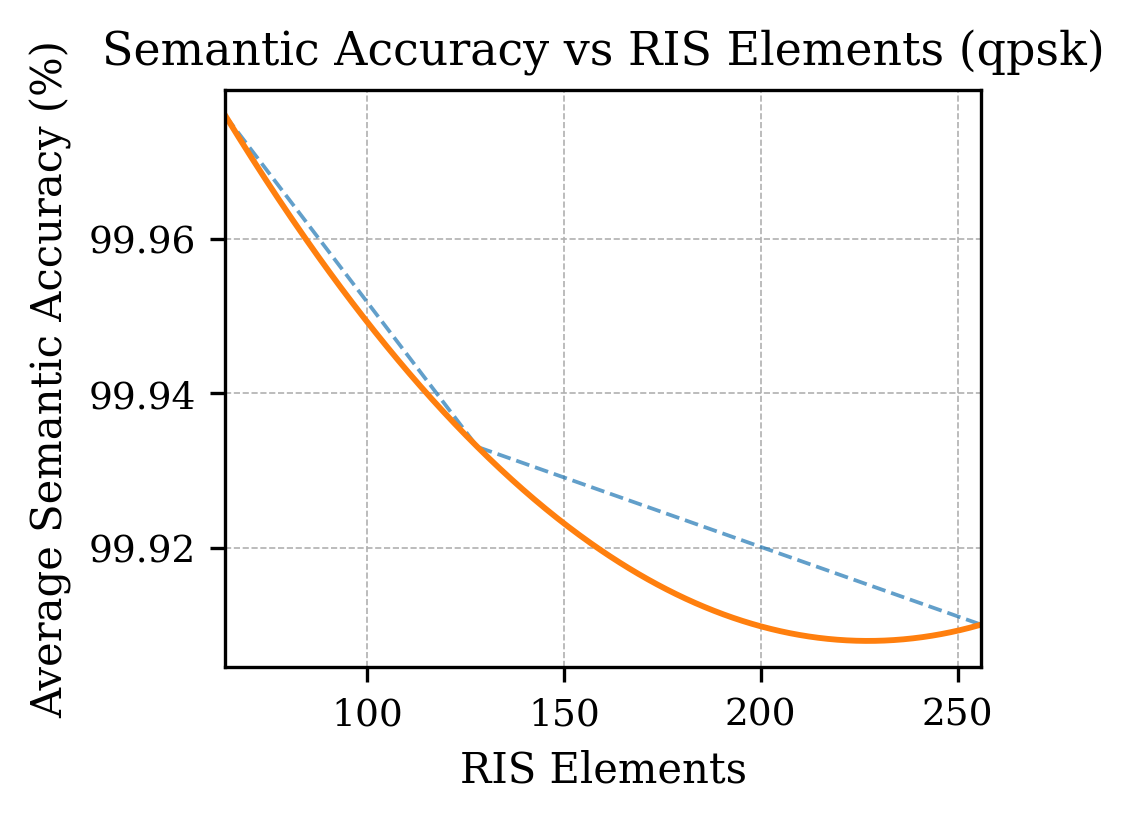 Semantic Accuracy vs RIS Elements (qpsk)
Average Semantic Accuracy (%)
99.96
99.94
99.92
100 150 200 250
RIS Elements